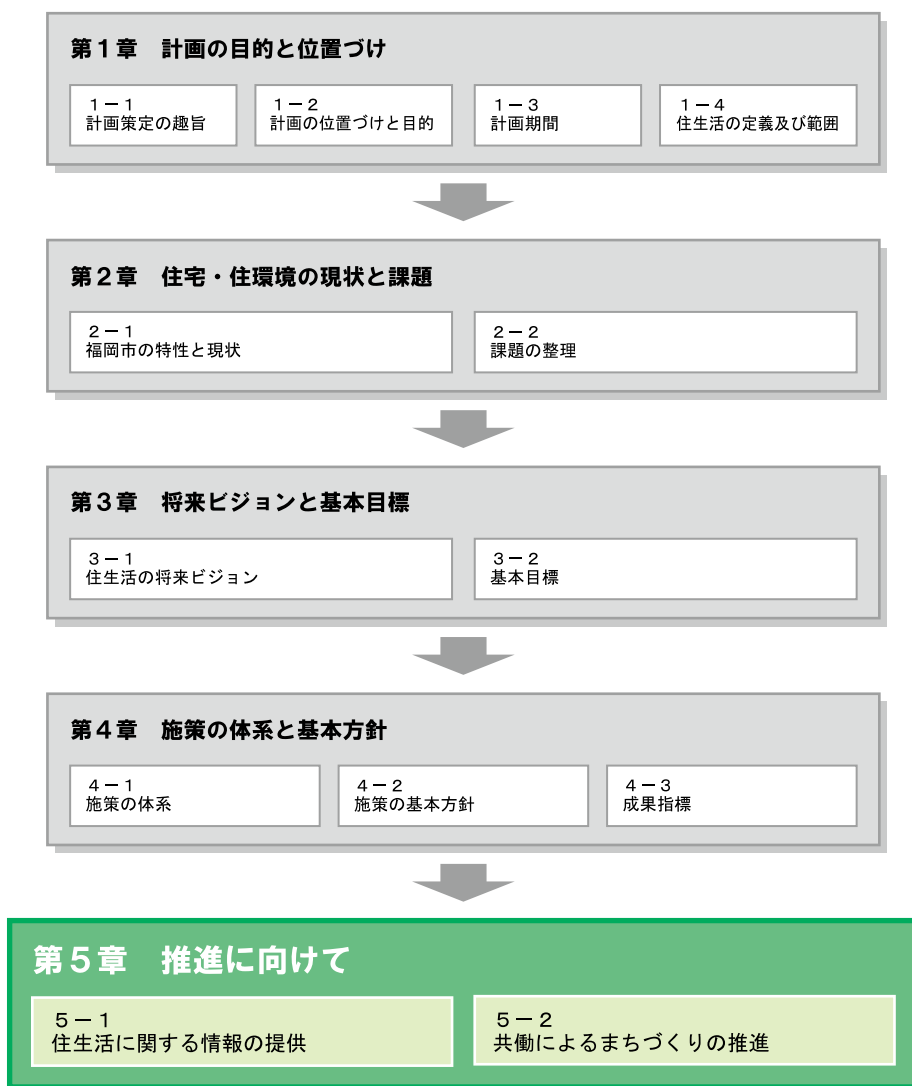 第１章　計画の目的と位置づけ
１－１
計画策定の趣旨
１－２
計画の位置づけと目的
１－３
計画期間
１－４
住生活の定義及び範囲
第２章　住宅・住環境の現状と課題
２－１
福岡市の特性と現状
２－２
課題の整理
第３章　将来ビジョンと基本目標
３－１
住生活の将来ビジョン
３－２
基本目標
第４章　施策の体系と基本方針
４－１
施策の体系
４－２
施策の基本方針
４－３
成果指標
第５章　推進に向けて
５－１
住生活に関する情報の提供
５－２
共働によるまちづくりの推進